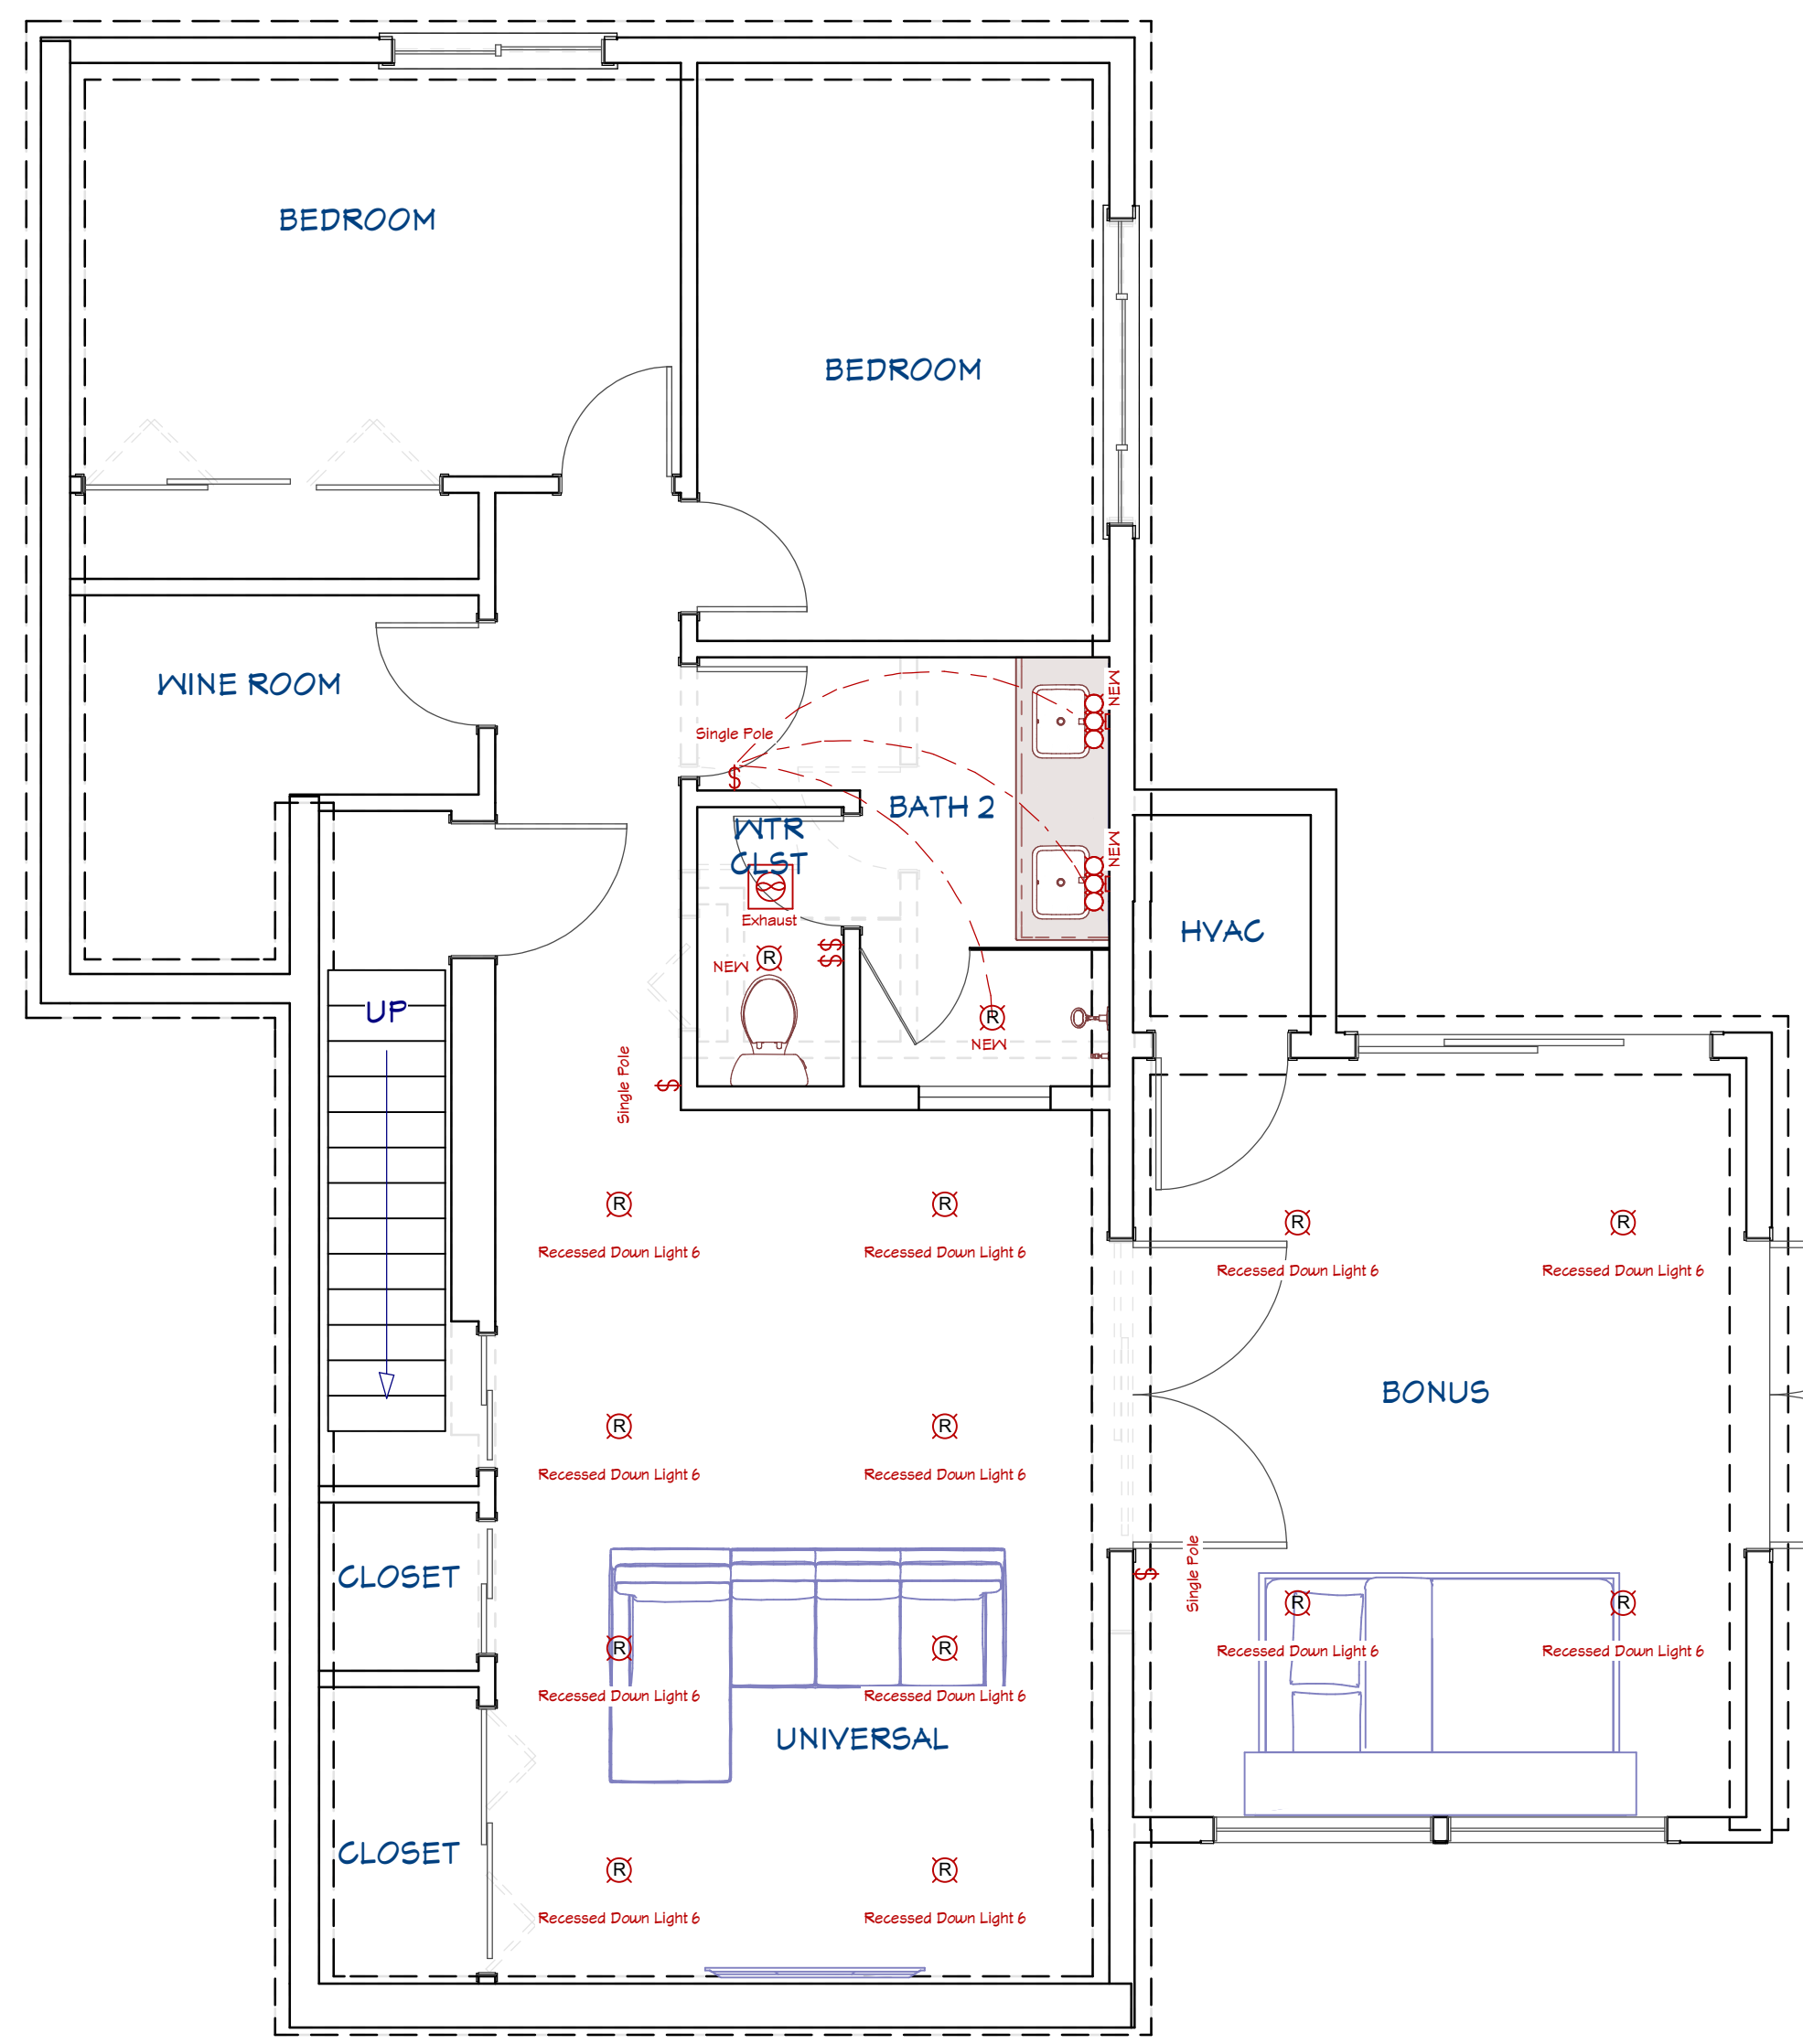 BEDROOM
BEDROOM
WINE ROOM
NEW
Single Pole
$
BATH 2
WTR
CLST
NEW
HVAC
Exhaust
$$
R
NEW
UP
R
NEW
Single Pole
$
R
R
R
R
Recessed Down Light 6
Recessed Down Light 6
Recessed Down Light 6
Recessed Down Light 6
BONUS
R
R
Recessed Down Light 6
Recessed Down Light 6
CLOSET
$
Single Pole
R
R
R
R
Recessed Down Light 6
Recessed Down Light 6
Recessed Down Light 6
Recessed Down Light 6
UNIVERSAL
CLOSET
R
R
Recessed Down Light 6
Recessed Down Light 6